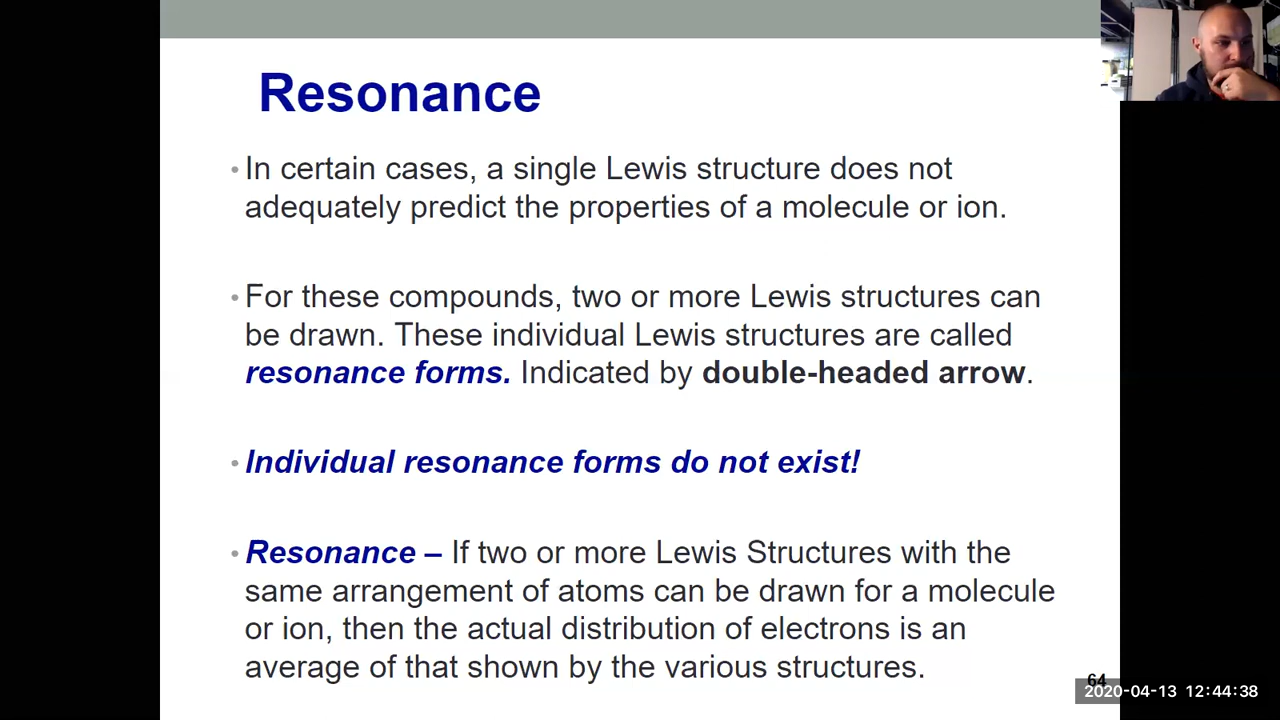 Resonance
• In certain cases, a single Lewis structure does not
adequately predict the properties of a molecule or ion.
• For these compounds, two or more Lewis structures can
be drawn. These individual Lewis structures are called
resonance forms. Indicated by double-headed arrow.
• Individual resonance forms do not exist!
• Resonance – If two or more Lewis Structures with the
same arrangement of atoms can be drawn for a molecule
or ion, then the actual distribution of electrons is an
average of that shown by the various structures.
64
2020-04-13 12:44:38